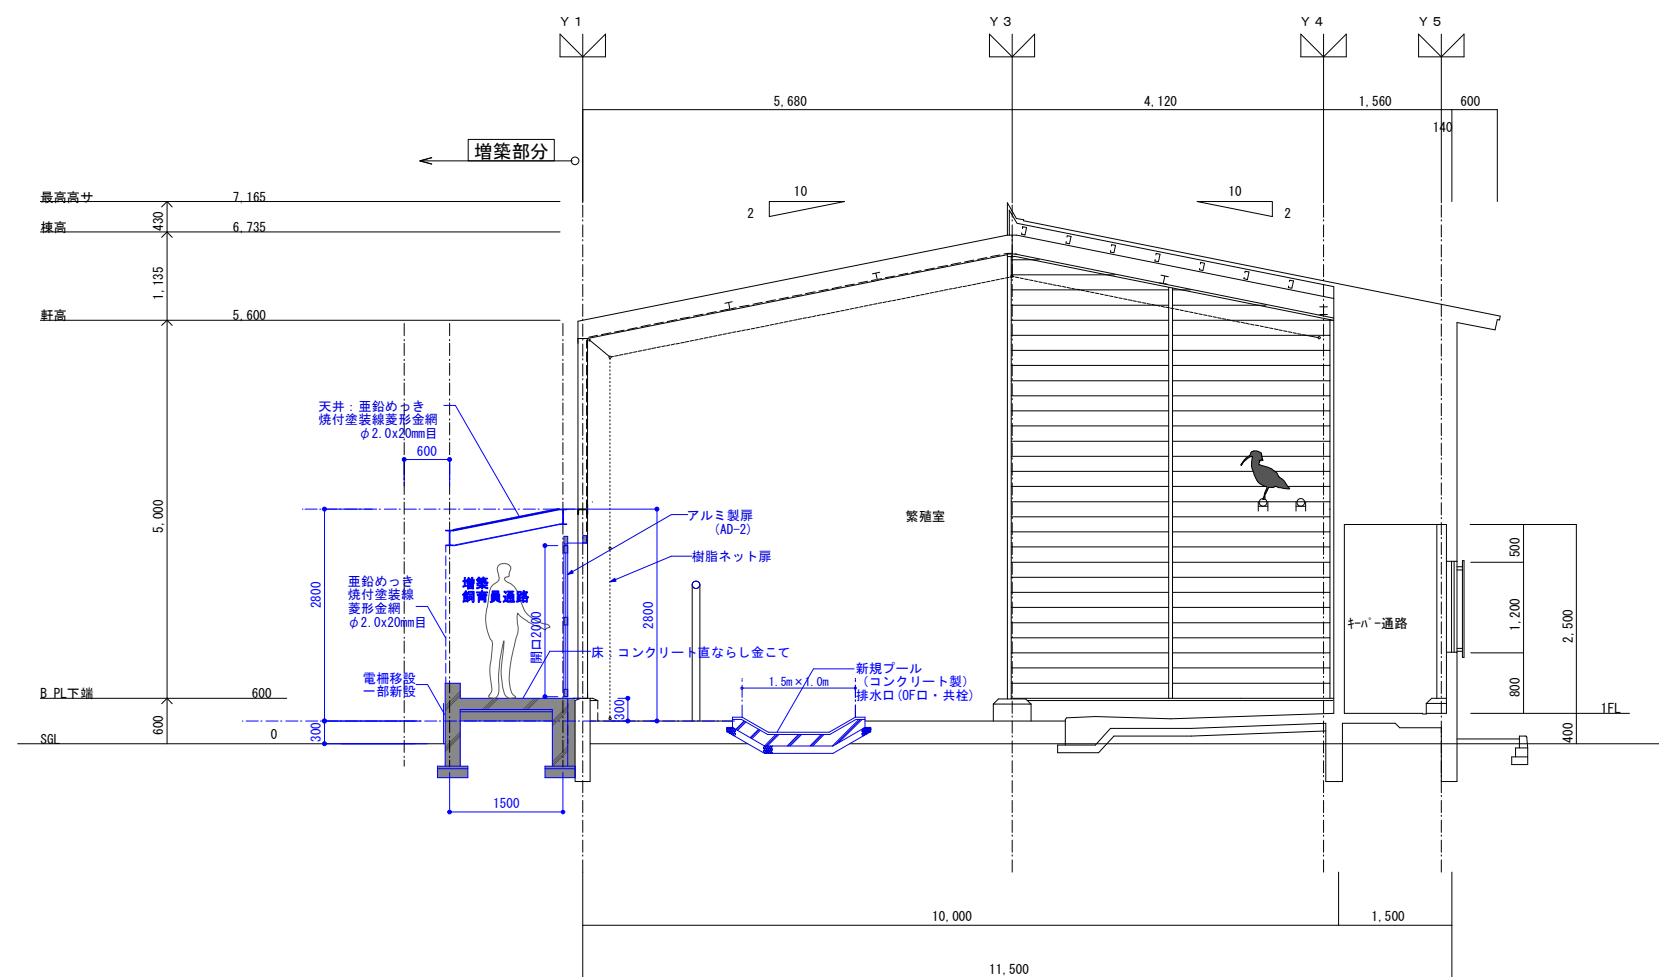 Y 1
Y 3
Y 4
Y 5
5,680
4,120
1,560
600
140
増築部分
最高高サ 7,165
430
棟高 6,735
1,135
軒高 5,600
5,000
10
2
10
2
天井：亜鉛めっき
焼付塗装線菱形金網
φ2.0x20mm目
600
アルミ製扉
(AD-2)
樹脂ネット扉
繁殖室
2800
亜鉛めっき
焼付塗装線
菱形金網
φ2.0x20mm目
増築
飼育員通路
開口2000
2800
床 コンクリート直ならし金こて
電柵移設
一部新設
300
1.5m×1.0m
新規プール
（コンクリート製）
排水口(OF口・共栓)
キーパー通路
500
1,200
2,500
800
400
1FL
B PL下端 600
600
300
SGL 0
1500
10,000
1,500
11,500